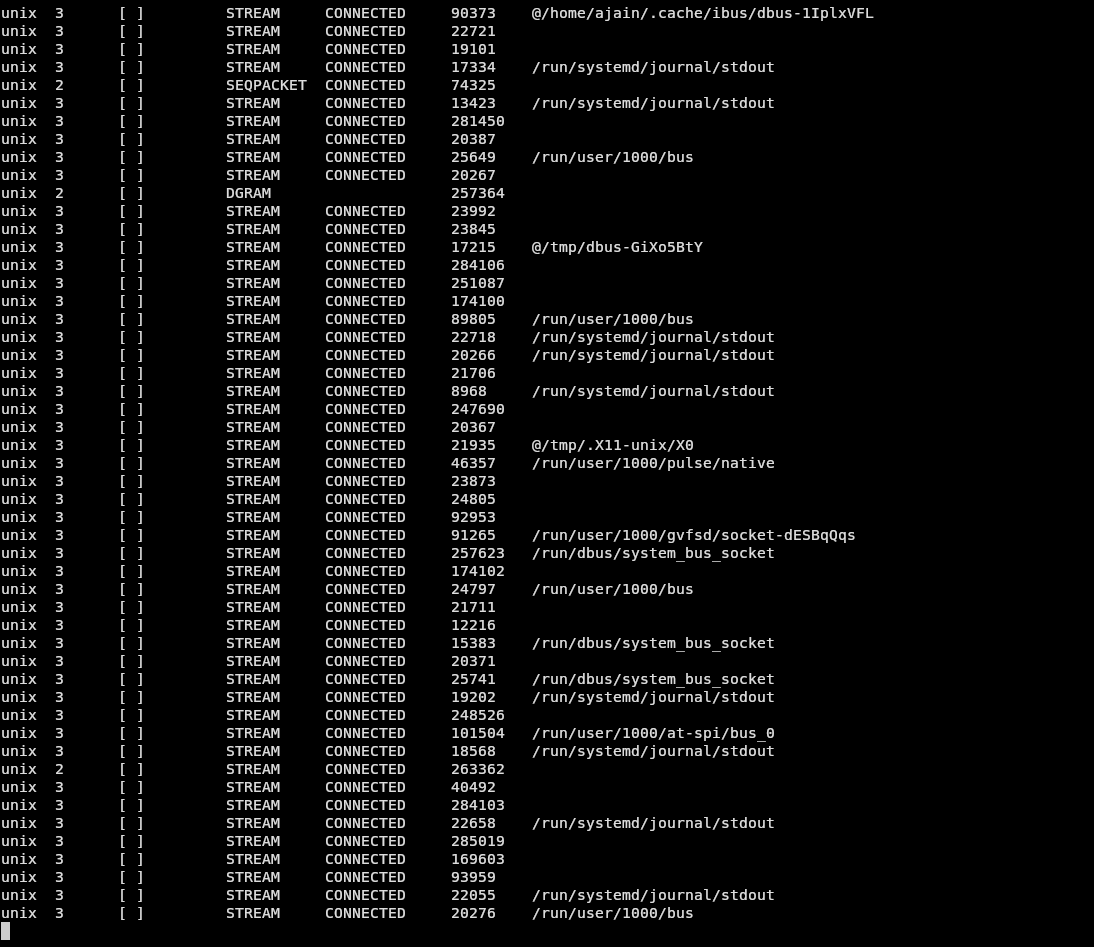 unix  3      [ ]         STREAM     CONNECTED     90373    @/home/ajain/.cache/ibus/dbus-1IplxVFL
unix  3      [ ]         STREAM     CONNECTED     22721
unix  3      [ ]         STREAM     CONNECTED     19101
unix  3      [ ]         STREAM     CONNECTED     17334    /run/systemd/journal/stdout
unix  2      [ ]         SEQPACKET  CONNECTED     74325
unix  3      [ ]         STREAM     CONNECTED     13423    /run/systemd/journal/stdout
unix  3      [ ]         STREAM     CONNECTED     281450
unix  3      [ ]         STREAM     CONNECTED     20387
unix  3      [ ]         STREAM     CONNECTED     25649    /run/user/1000/bus
unix  3      [ ]         STREAM     CONNECTED     20267
unix  2      [ ]         DGRAM                    257364
unix  3      [ ]         STREAM     CONNECTED     23992
unix  3      [ ]         STREAM     CONNECTED     23845
unix  3      [ ]         STREAM     CONNECTED     17215    @/tmp/dbus-GiXo5BtY
unix  3      [ ]         STREAM     CONNECTED     284106
unix  3      [ ]         STREAM     CONNECTED     251087
unix  3      [ ]         STREAM     CONNECTED     174100
unix  3      [ ]         STREAM     CONNECTED     89805    /run/user/1000/bus
unix  3      [ ]         STREAM     CONNECTED     22718    /run/systemd/journal/stdout
unix  3      [ ]         STREAM     CONNECTED     20266    /run/systemd/journal/stdout
unix  3      [ ]         STREAM     CONNECTED     21706
unix  3      [ ]         STREAM     CONNECTED     8968     /run/systemd/journal/stdout
unix  3      [ ]         STREAM     CONNECTED     247690
unix  3      [ ]         STREAM     CONNECTED     20367
unix  3      [ ]         STREAM     CONNECTED     21935    @/tmp/.X11-unix/X0
unix  3      [ ]         STREAM     CONNECTED     46357    /run/user/1000/pulse/native
unix  3      [ ]         STREAM     CONNECTED     23873
unix  3      [ ]         STREAM     CONNECTED     24805
unix  3      [ ]         STREAM     CONNECTED     92953
unix  3      [ ]         STREAM     CONNECTED     91265    /run/user/1000/gvfsd/socket-dESBqQqs
unix  3      [ ]         STREAM     CONNECTED     257623   /run/dbus/system_bus_socket
unix  3      [ ]         STREAM     CONNECTED     174102
unix  3      [ ]         STREAM     CONNECTED     24797    /run/user/1000/bus
unix  3      [ ]         STREAM     CONNECTED     21711
unix  3      [ ]         STREAM     CONNECTED     12216
unix  3      [ ]         STREAM     CONNECTED     15383    /run/dbus/system_bus_socket
unix  3      [ ]         STREAM     CONNECTED     20371
unix  3      [ ]         STREAM     CONNECTED     25741    /run/dbus/system_bus_socket
unix  3      [ ]         STREAM     CONNECTED     19202    /run/systemd/journal/stdout
unix  3      [ ]         STREAM     CONNECTED     248526
unix  3      [ ]         STREAM     CONNECTED     101504   /run/user/1000/at-spi/bus_0
unix  3      [ ]         STREAM     CONNECTED     18568    /run/systemd/journal/stdout
unix  2      [ ]         STREAM     CONNECTED     263362
unix  3      [ ]         STREAM     CONNECTED     40492
unix  3      [ ]         STREAM     CONNECTED     284103
unix  3      [ ]         STREAM     CONNECTED     22658    /run/systemd/journal/stdout
unix  3      [ ]         STREAM     CONNECTED     285019
unix  3      [ ]         STREAM     CONNECTED     169603
unix  3      [ ]         STREAM     CONNECTED     93959
unix  3      [ ]         STREAM     CONNECTED     22055    /run/systemd/journal/stdout
unix  3      [ ]         STREAM     CONNECTED     20276    /run/user/1000/bus